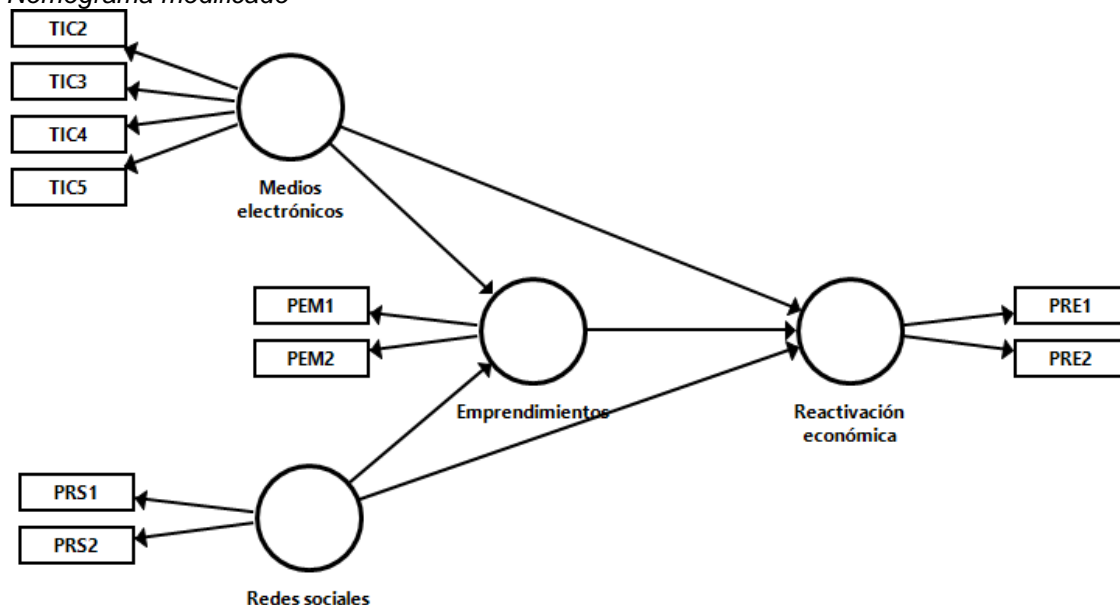 Nomograma modificado
TIC2
TIC3
TIC4
TIC5
Medios
electrónicos
PEM1
PEM2
Emprendimientos
PRE1
PRE2
Reactivación
económica
PRS1
PRS2
Redes sociales